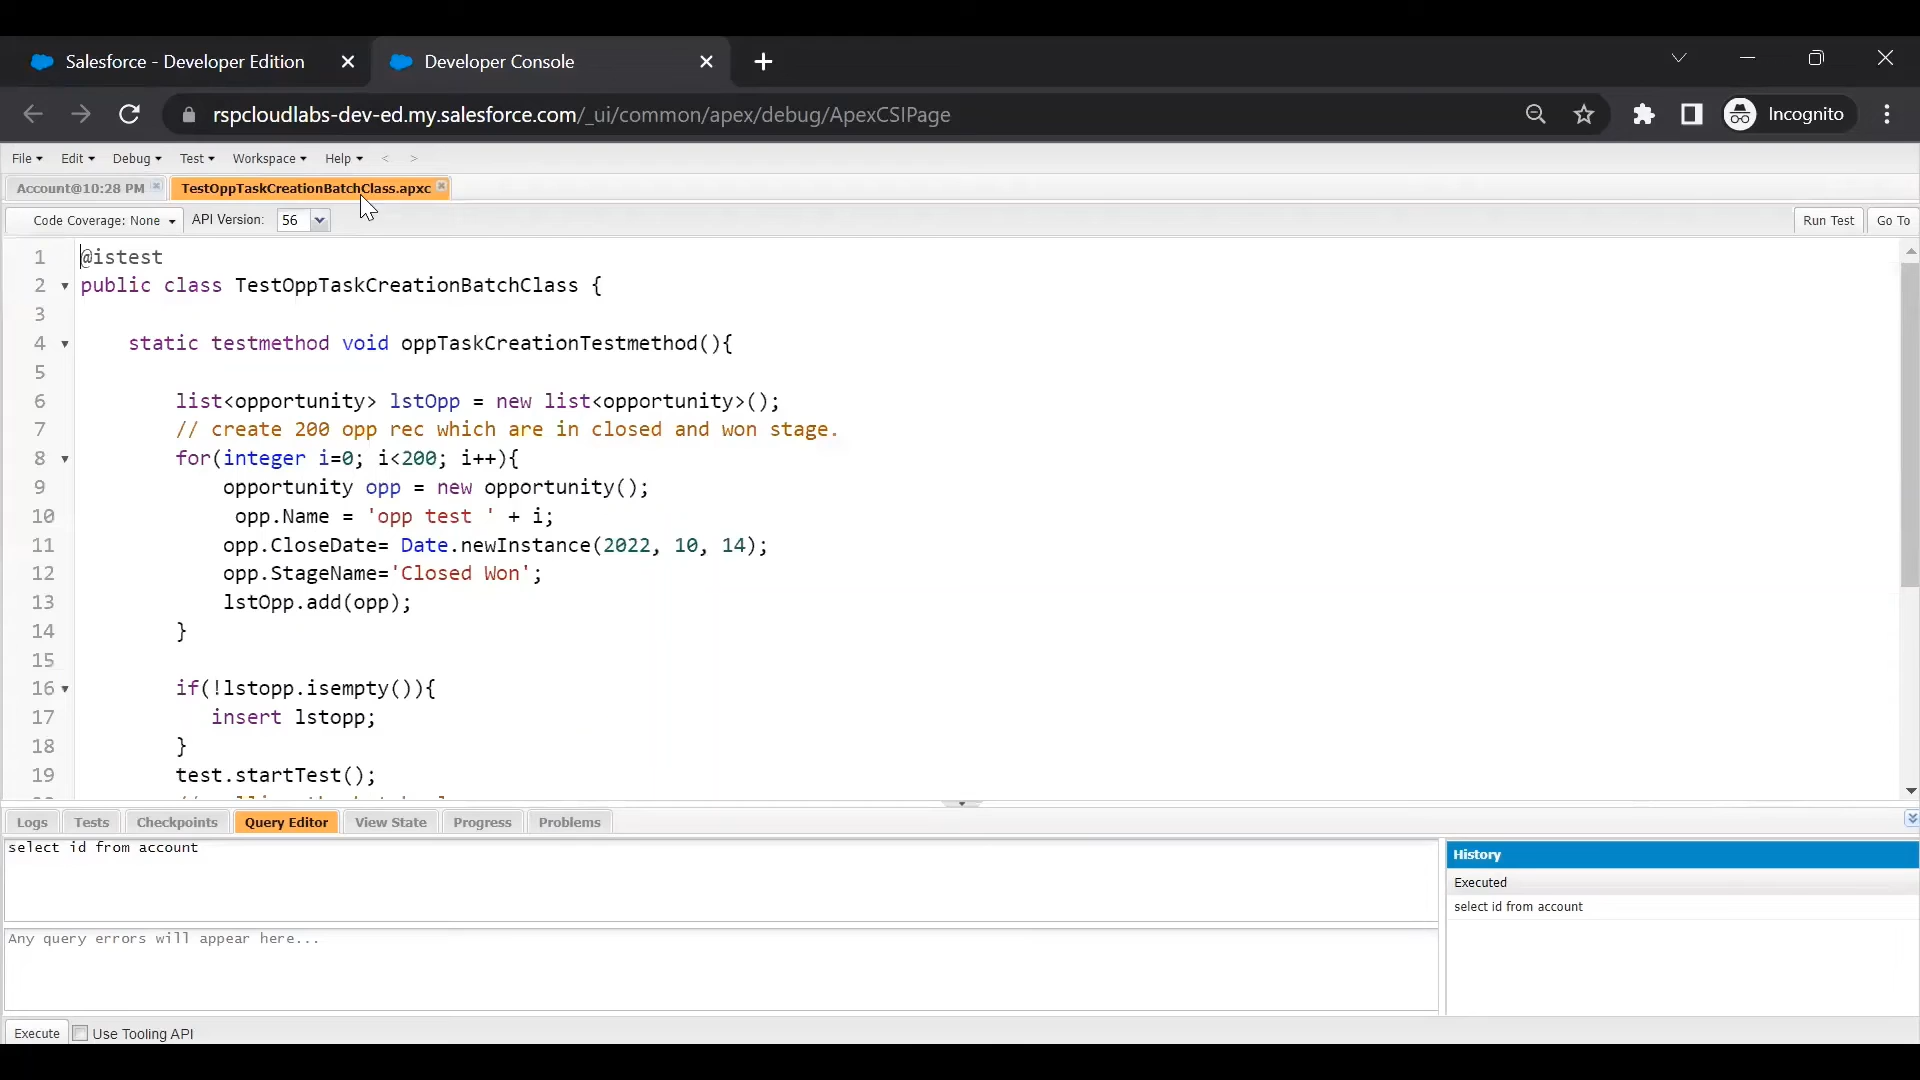 Salesforce - Developer Edition
Developer Console
rspcloudlabs-dev-ed.my.salesforce.com/_ui/common/apex/debug/ApexCSIPage
Incognito
File Edit Debug Test Workspace Help < >
Account@10:28 PM
TestOppTaskCreationBatchClass.apxc
Code Coverage: None API Version: 56
Run Test Go To
1 @istest
2 public class TestOppTaskCreationBatchClass {
3
4 static testmethod void oppTaskCreationTestmethod(){
5
6 list<opportunity> lstOpp = new list<opportunity>();
7 // create 200 opp rec which are in closed and won stage.
8 for(integer i=0; i<200; i++){
9 opportunity opp = new opportunity();
10 opp.Name = 'opp test ' + i;
11 opp.CloseDate= Date.newInstance(2022, 10, 14);
12 opp.StageName='Closed Won';
13 lstOpp.add(opp);
14 }
15
16 if(!lstopp.isempty()){
17 insert lstopp;
18 }
19 test.startTest();
Logs Tests Checkpoints Query Editor View State Progress Problems
select id from account
Any query errors will appear here...
History
Executed
select id from account
Execute Use Tooling API